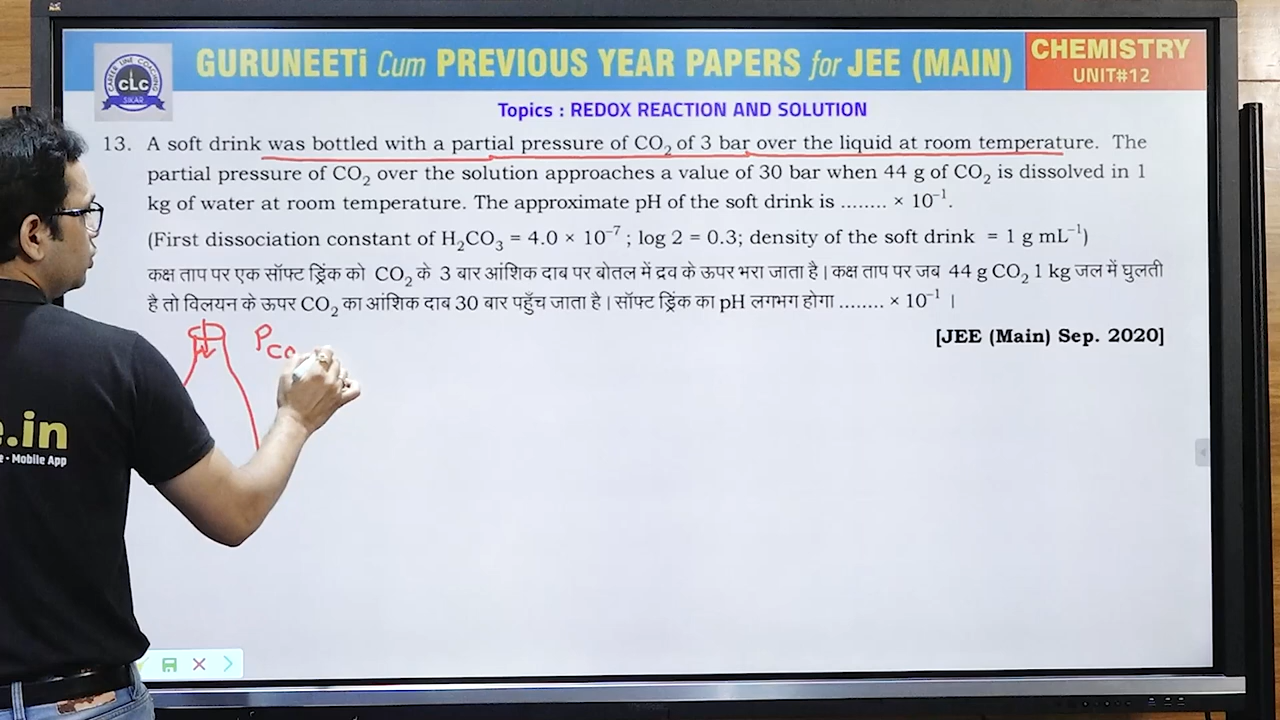 GURUNEETi Cum PREVIOUS YEAR PAPERS for JEE (MAIN)
CHEMISTRY
UNIT#12
CAREER LINE COACHING
CLC
SIKAR
Topics : REDOX REACTION AND SOLUTION
13. A soft drink was bottled with a partial pressure of CO₂ of 3 bar over the liquid at room temperature. The
partial pressure of CO₂ over the solution approaches a value of 30 bar when 44 g of CO₂ is dissolved in 1
kg of water at room temperature. The approximate pH of the soft drink is ........ × 10⁻¹.
(First dissociation constant of H₂CO₃ = 4.0 × 10⁻⁷ ; log 2 = 0.3; density of the soft drink = 1 g mL⁻¹)
कक्ष ताप पर एक सॉफ्ट ड्रिंक को CO₂ के 3 बार आंशिक दाब पर बोतल में द्रव के ऊपर भरा जाता है। कक्ष ताप पर जब 44 g CO₂ 1 kg जल में घुलती
है तो विलयन के ऊपर CO₂ का आंशिक दाब 30 बार पहुँच जाता है। सॉफ्ट ड्रिंक का pH लगभग होगा ........ × 10⁻¹ |
[JEE (Main) Sep. 2020]
P_CO
e.in
e - Mobile App